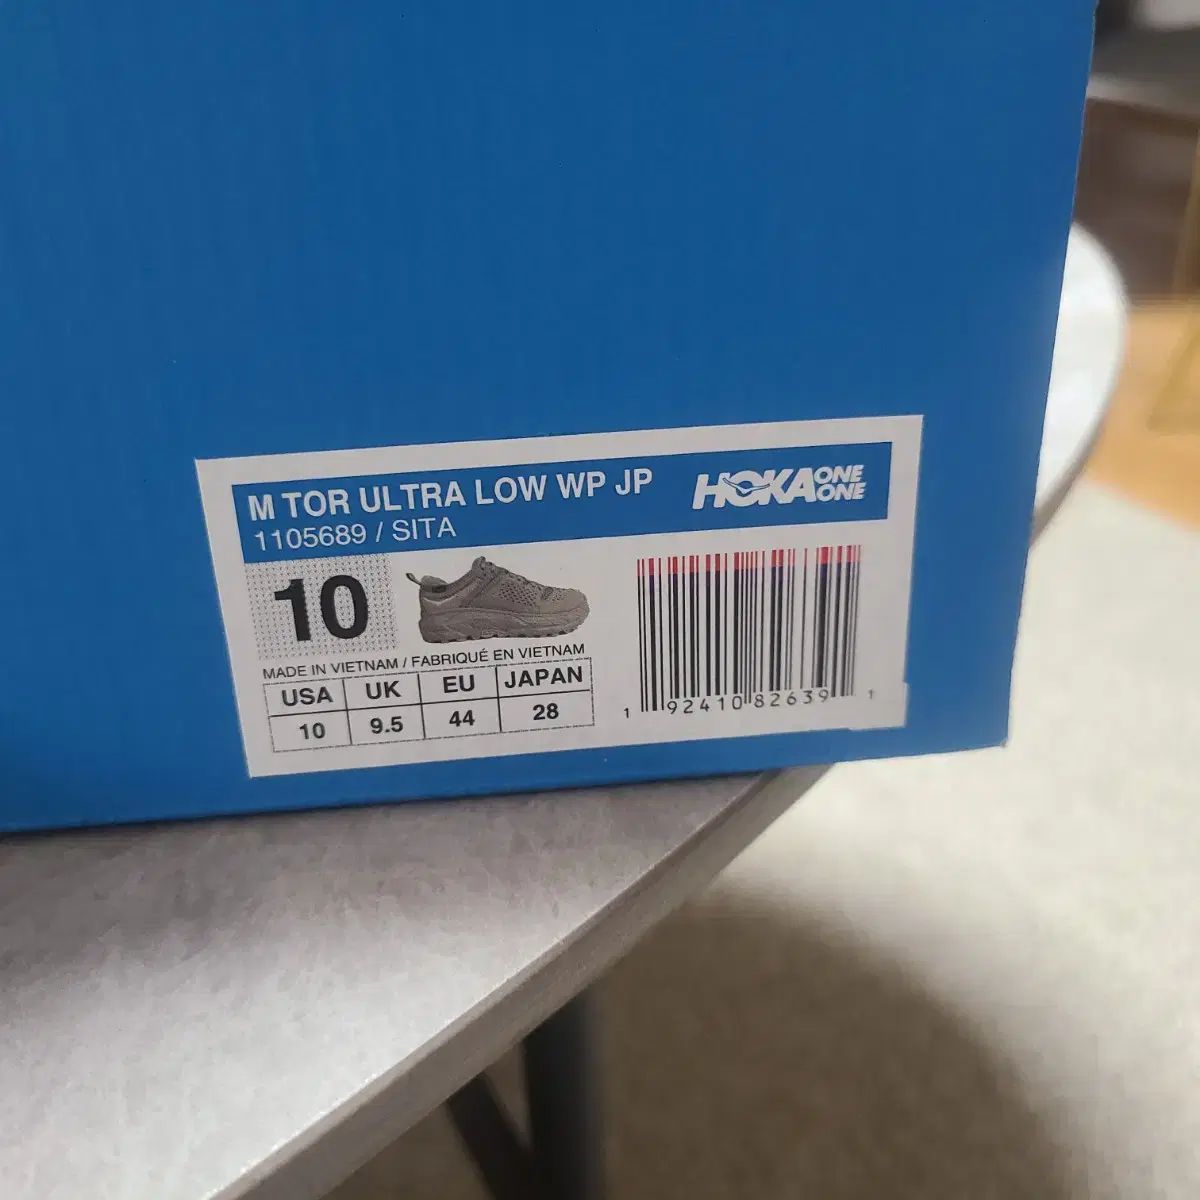 M TOR ULTRA LOW WP JP
HOKA ONE ONE
1105689 / SITA
10
MADE IN VIETNAM / FABRIQUÉ EN VIETNAM
USA UK EU JAPAN
10 9.5 44 28
1 92410 82639 1